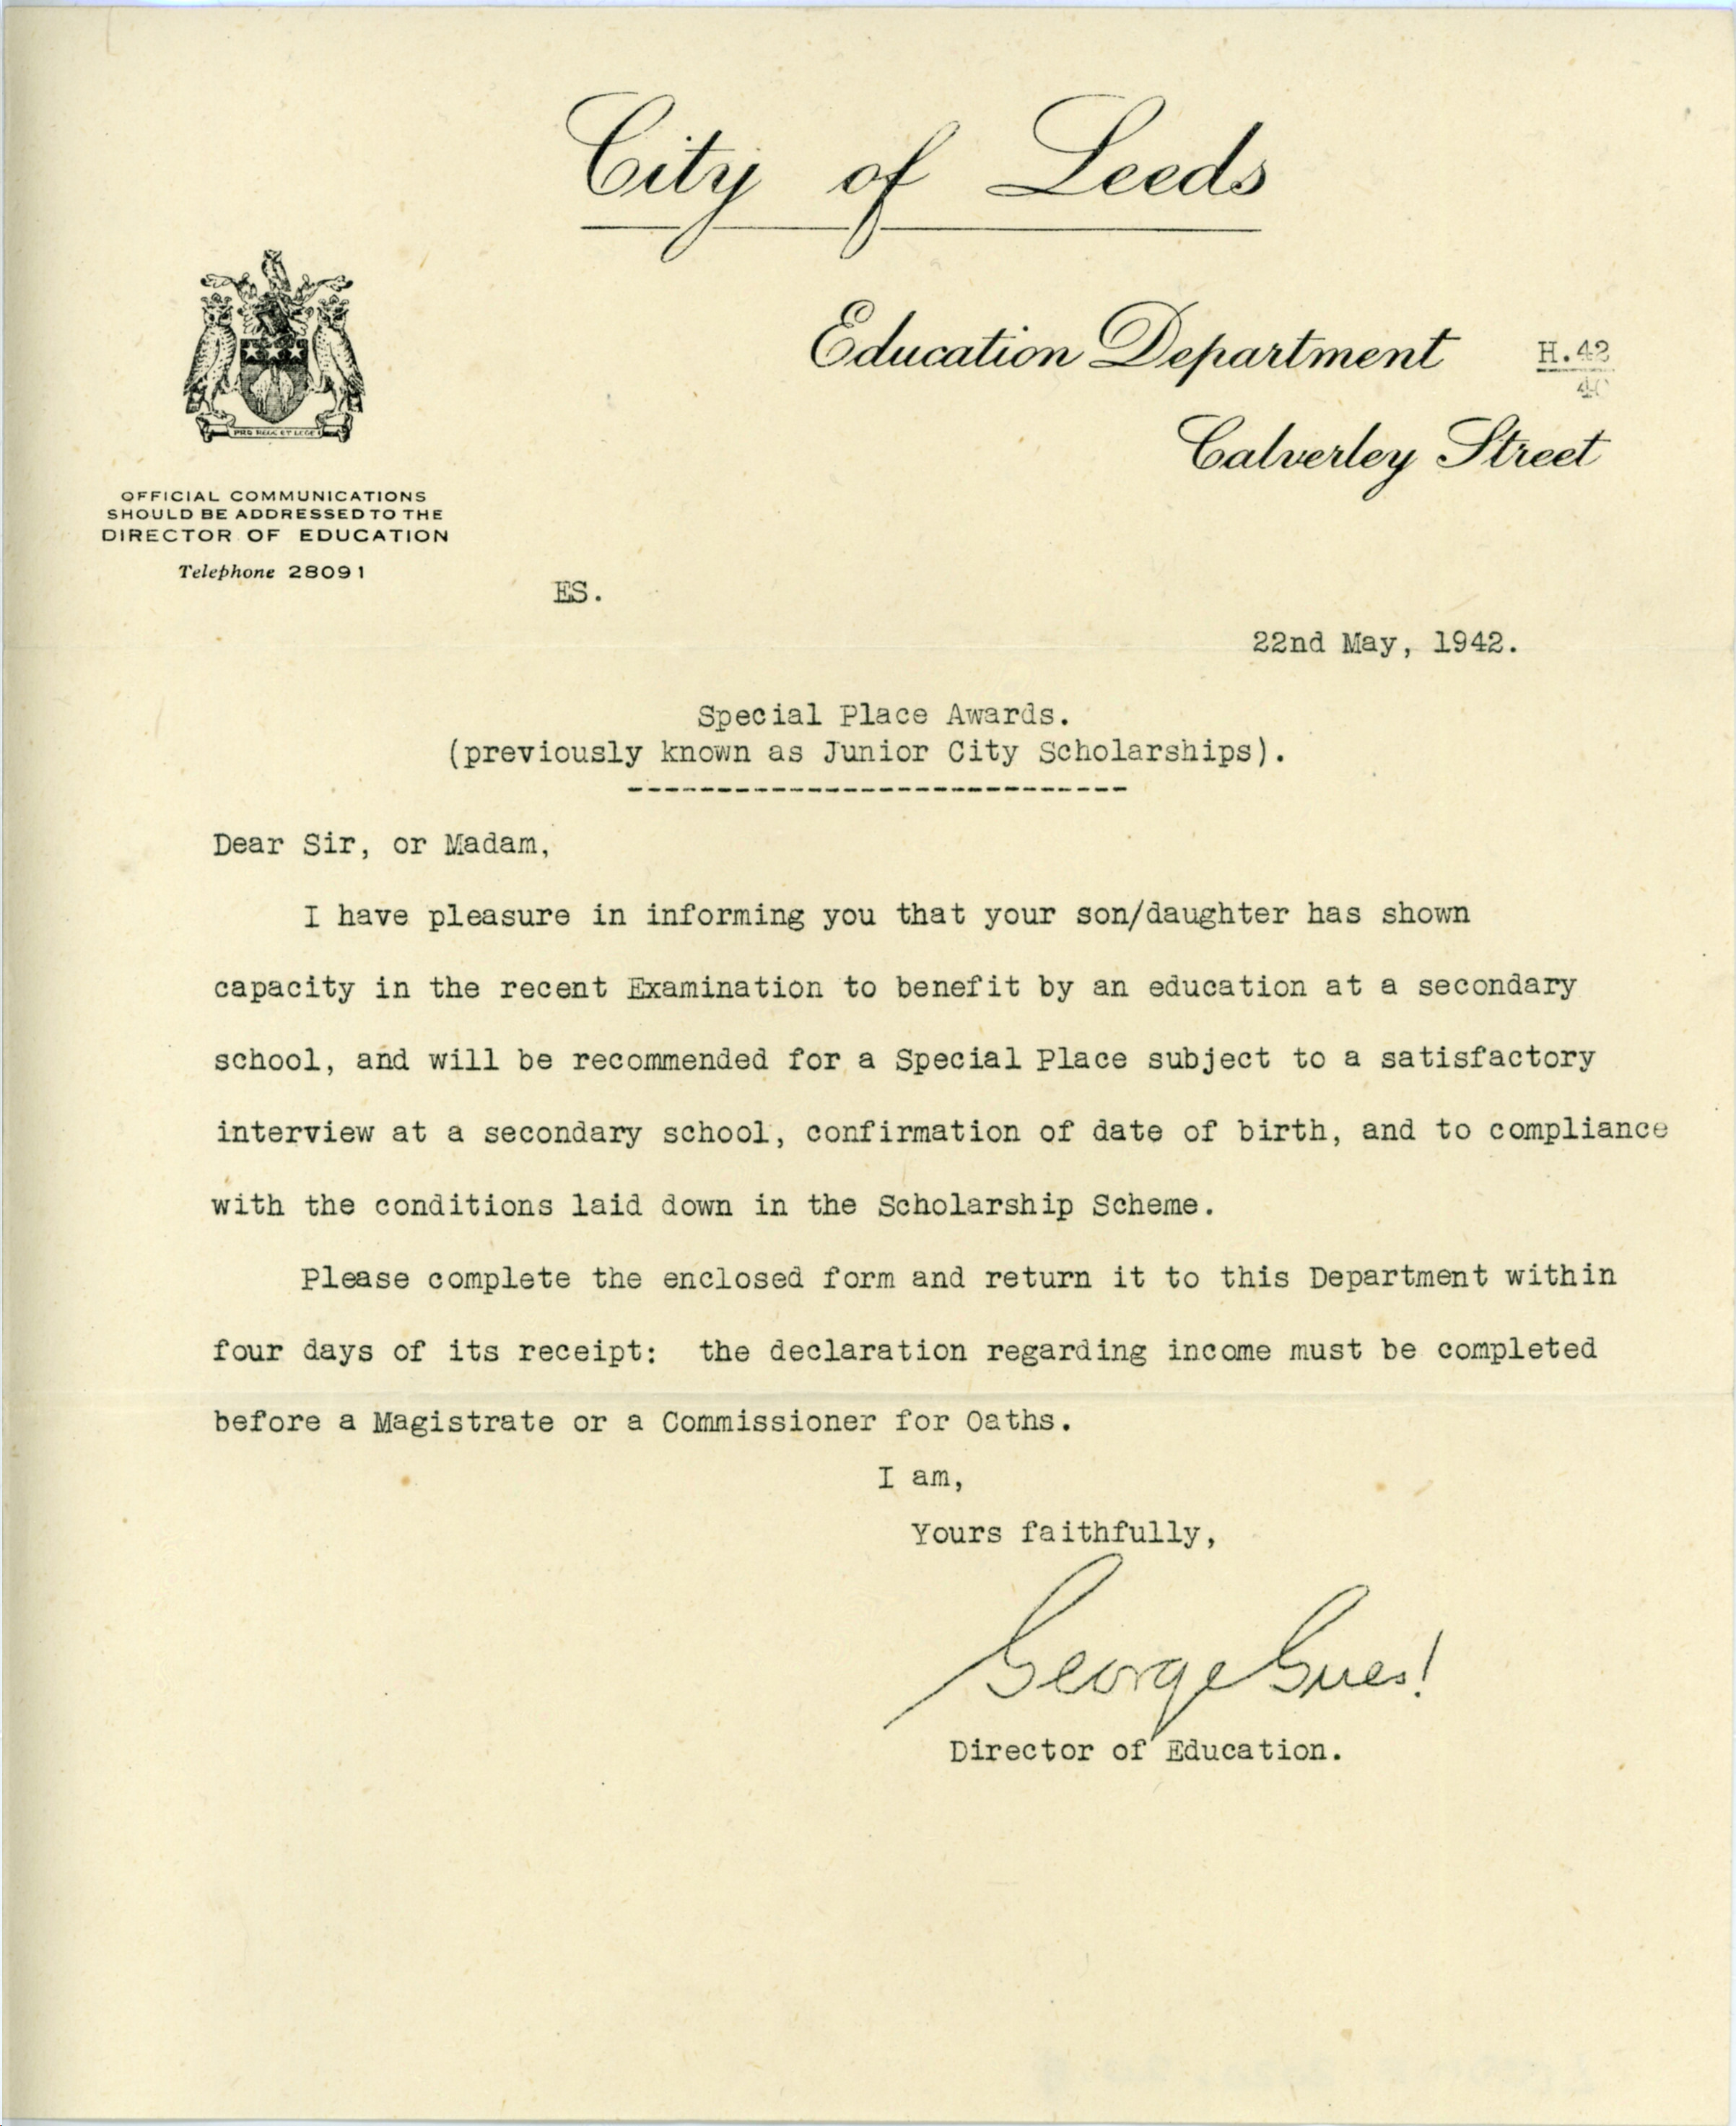 City of Leeds
Education Department
H.42
40
Calverley Street
PRO REGE ET LEGE
OFFICIAL COMMUNICATIONS
SHOULD BE ADDRESSED TO THE
DIRECTOR OF EDUCATION
Telephone 28091
ES.
22nd May, 1942.
Special Place Awards.
(previously known as Junior City Scholarships).
Dear Sir, or Madam,
I have pleasure in informing you that your son/daughter has shown
capacity in the recent Examination to benefit by an education at a secondary
school, and will be recommended for a Special Place subject to a satisfactory
interview at a secondary school, confirmation of date of birth, and to compliance
with the conditions laid down in the Scholarship Scheme.
Please complete the enclosed form and return it to this Department within
four days of its receipt: the declaration regarding income must be completed
before a Magistrate or a Commissioner for Oaths.
I am,
Yours faithfully,
George
Director of Education.